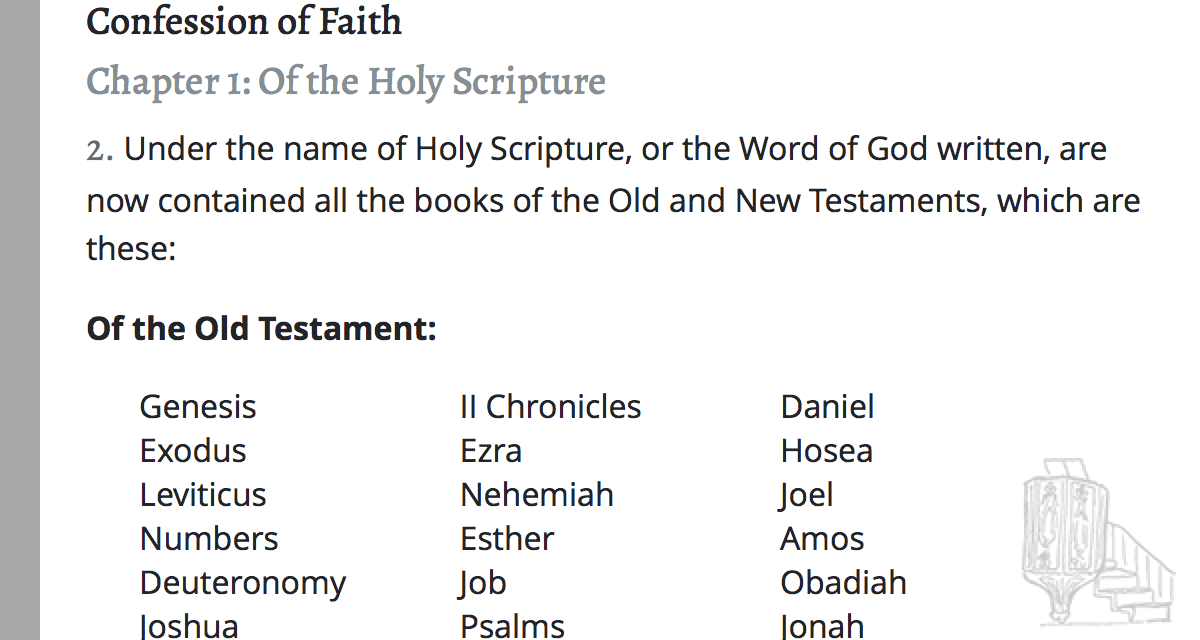 Confession of Faith
Chapter 1: Of the Holy Scripture
2. Under the name of Holy Scripture, or the Word of God written, are
now contained all the books of the Old and New Testaments, which are
these:
Of the Old Testament:
Genesis II Chronicles Daniel
Exodus Ezra Hosea
Leviticus Nehemiah Joel
Numbers Esther Amos
Deuteronomy Job Obadiah
Joshua Psalms Jonah